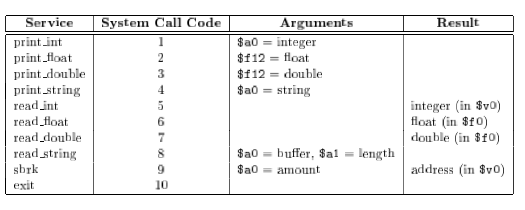 Service System Call Code Arguments Result
print_int 1 $a0 = integer
print_float 2 $f12 = float
print_double 3 $f12 = double
print_string 4 $a0 = string
read_int 5 integer (in $v0)
read_float 6 float (in $f0)
read_double 7 double (in $f0)
read_string 8 $a0 = buffer, $a1 = length
sbrk 9 $a0 = amount address (in $v0)
exit 10